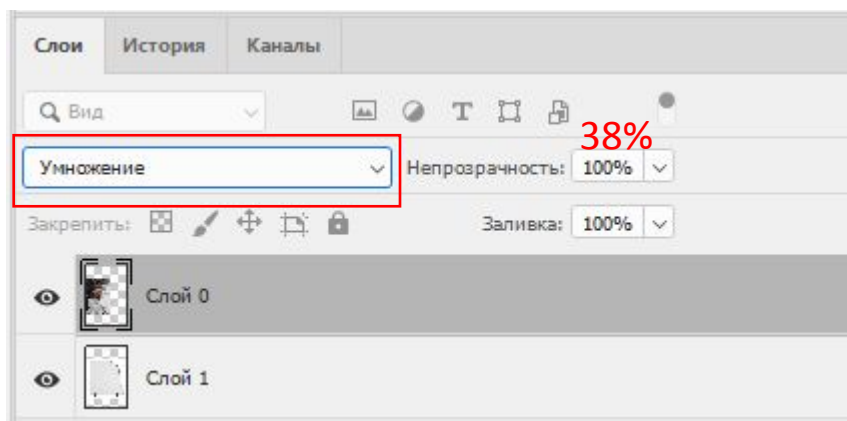 Слои История Каналы
Вид
38%
Умножение Непрозрачность: 100%
Закрепить: Заливка: 100%
Слой 0
Слой 1